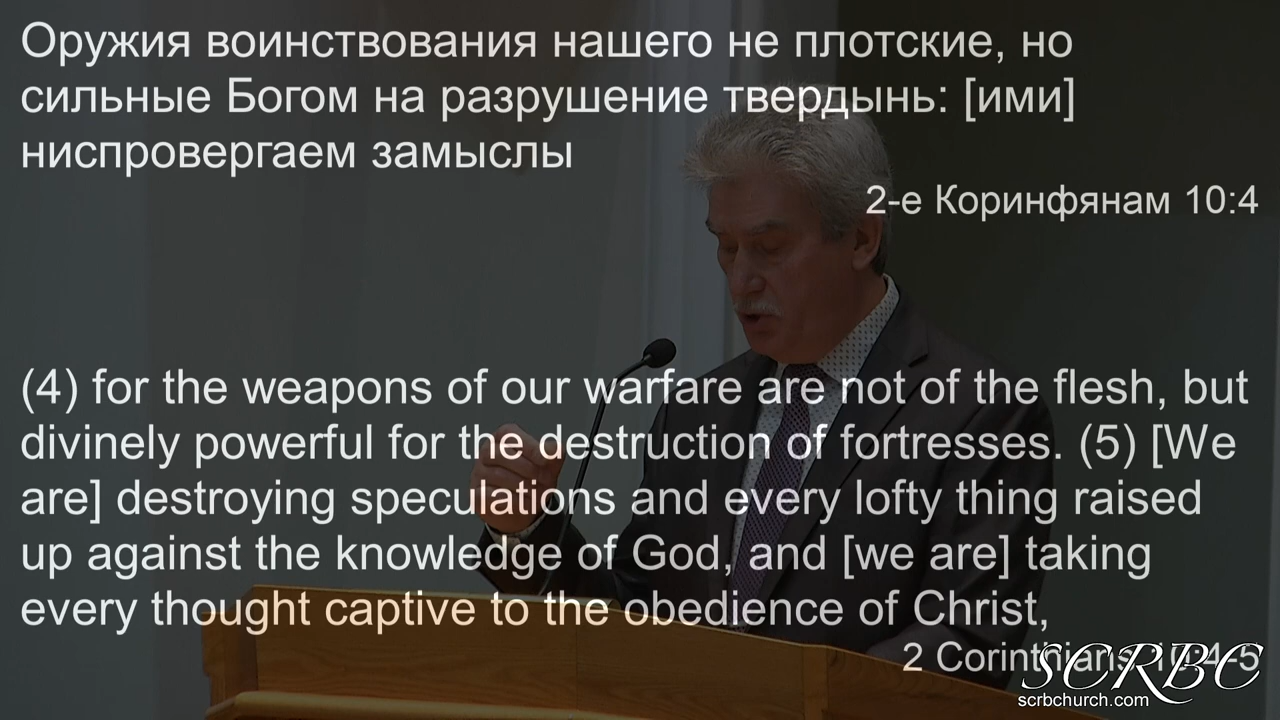 Оружия воинствования нашего не плотские, но
сильные Богом на разрушение твердынь: [ими]
ниспровергаем замыслы
2-е Коринфянам 10:4
(4) for the weapons of our warfare are not of the flesh, but
divinely powerful for the destruction of fortresses. (5) [We
are] destroying speculations and every lofty thing raised
up against the knowledge of God, and [we are] taking
every thought captive to the obedience of Christ,
2 Corinthians 10:4-5
SCRBC
scrbchurch.com